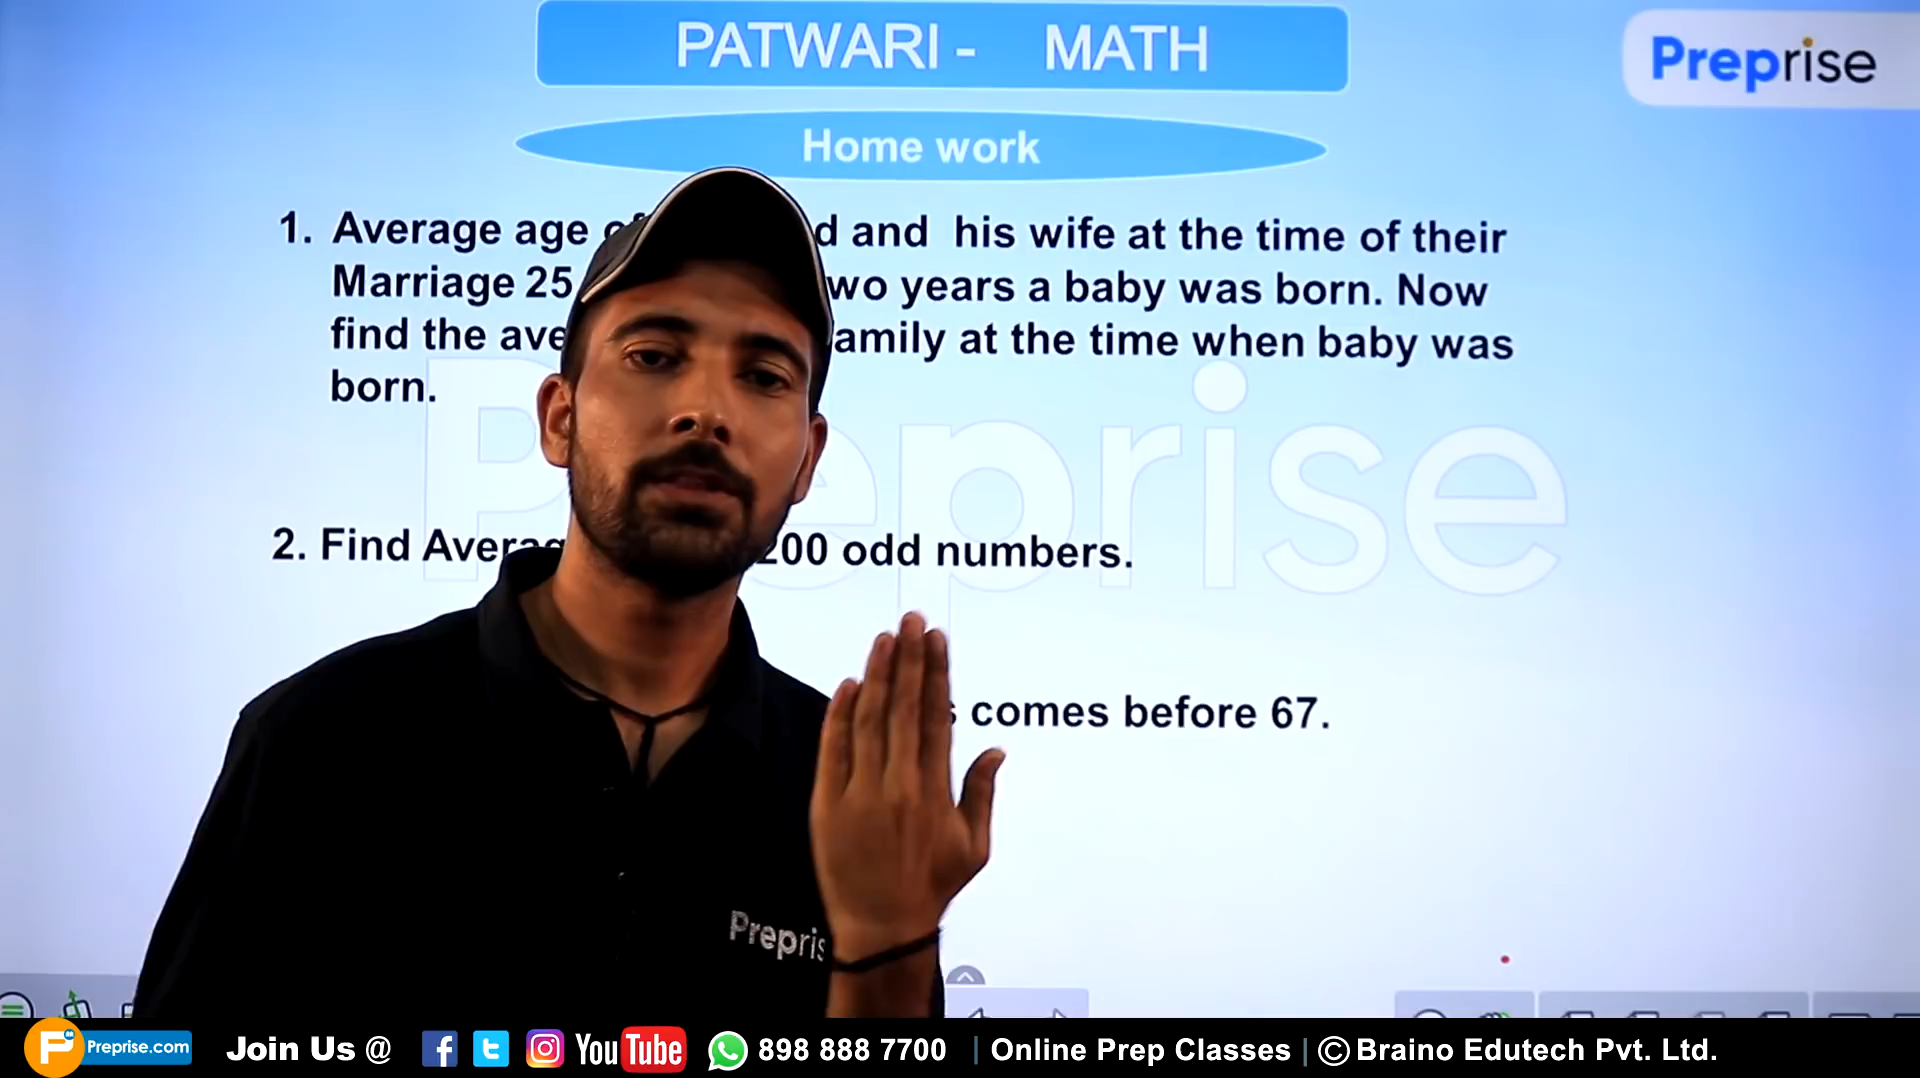 PATWARI - MATH
Preprise
Home work
1. Average age d and his wife at the time of their
Marriage 25 wo years a baby was born. Now
find the ave amily at the time when baby was
born.
Preprise
2. Find Averag 200 odd numbers.
s comes before 67.
Prepris
Preprise.com Join Us @ You Tube 898 888 7700 | Online Prep Classes | © Braino Edutech Pvt. Ltd.